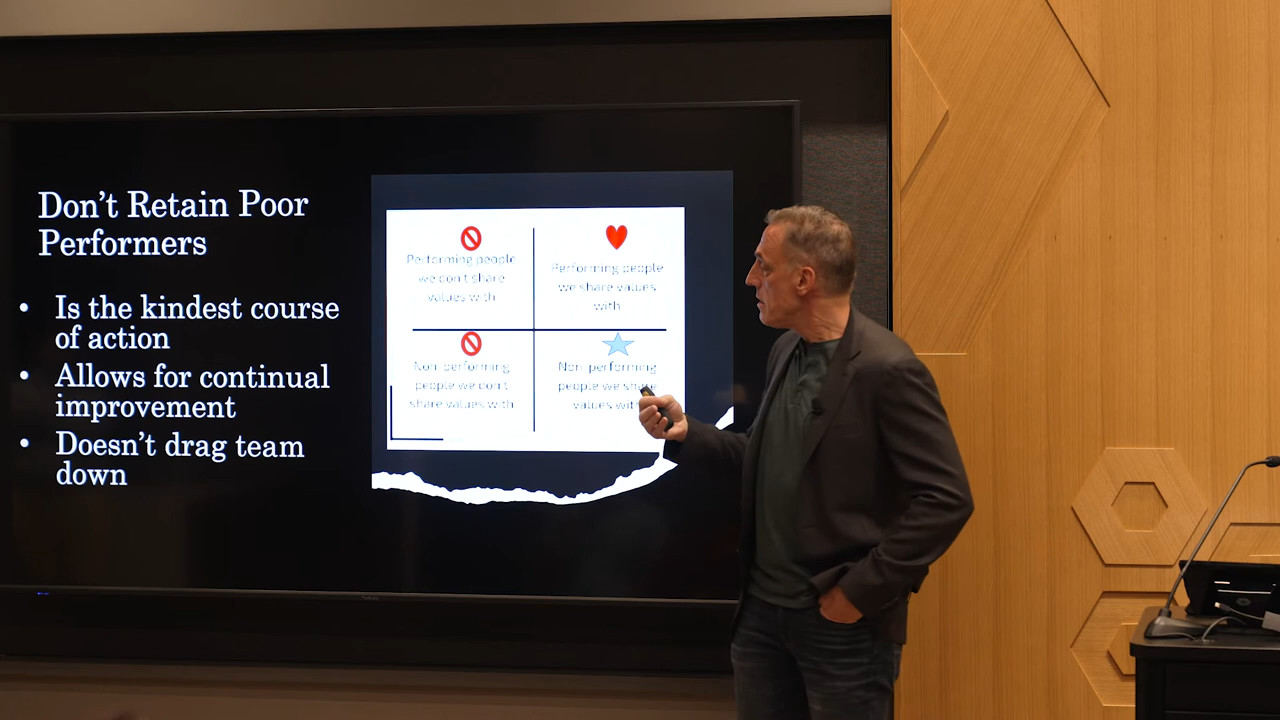 Don't Retain Poor
Performers
• Is the kindest course
of action
• Allows for continual
improvement
• Doesn't drag team
down
Performing people
we don't share
values with
Performing people
we share values
with
Non-performing
people we don't
share values with
Non-performing
people we share
values with